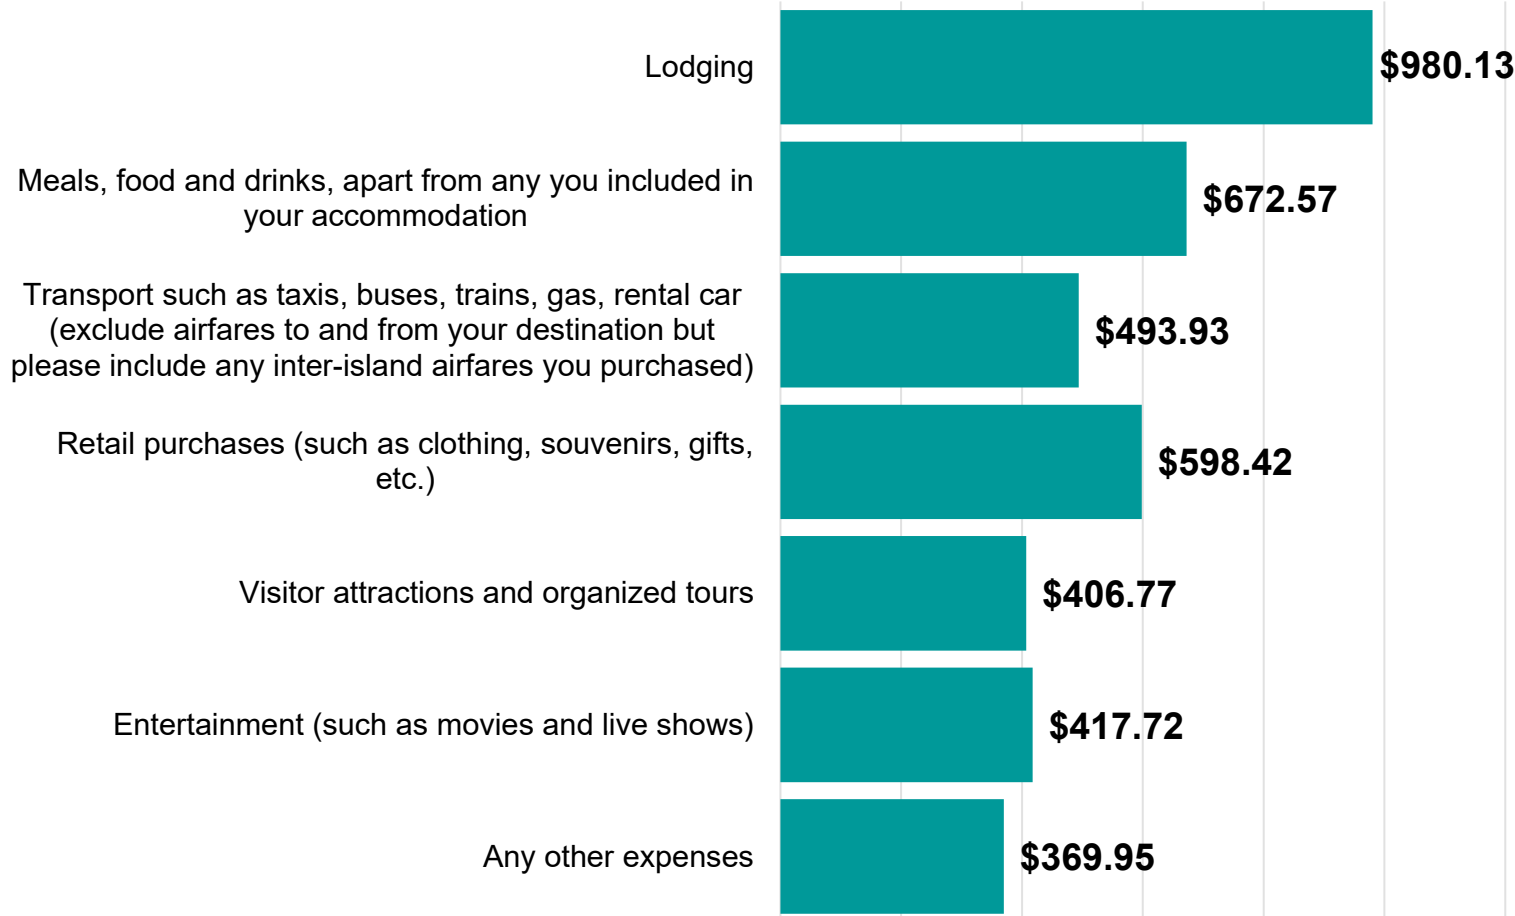 Lodging
$980.13
Meals, food and drinks, apart from any you included in
your accommodation
$672.57
Transport such as taxis, buses, trains, gas, rental car
(exclude airfares to and from your destination but
please include any inter-island airfares you purchased)
$493.93
Retail purchases (such as clothing, souvenirs, gifts,
etc.)
$598.42
Visitor attractions and organized tours
$406.77
Entertainment (such as movies and live shows)
$417.72
Any other expenses
$369.95